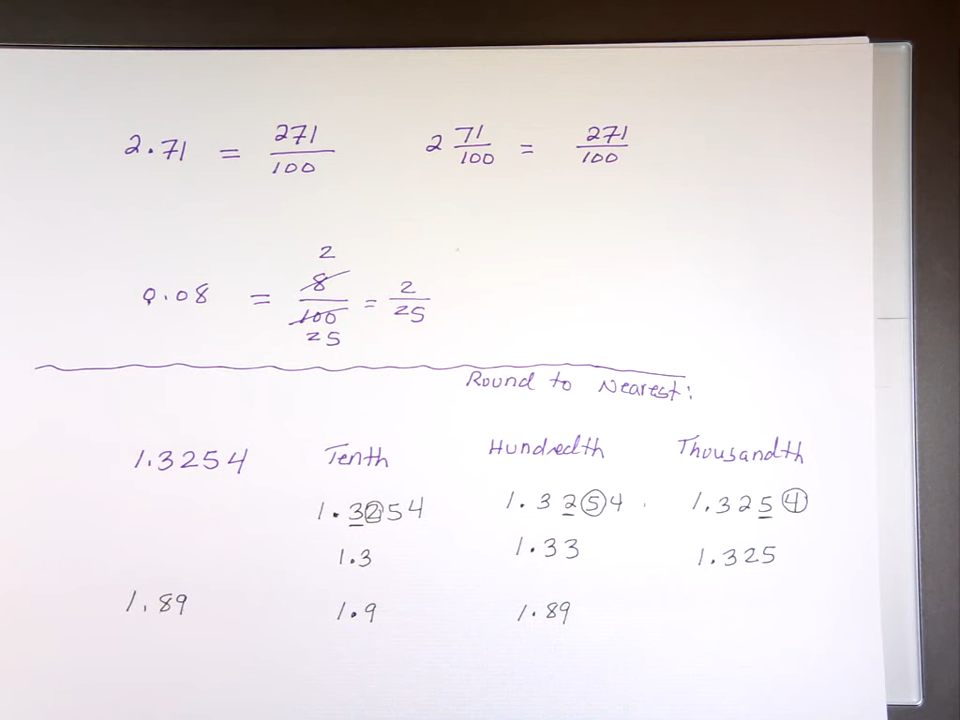 2.71 = 271/100    2 71/100 = 271/100
2
0.08 = 8/100 = 2/25
25
Round to Nearest:
1.3254    Tenth    Hundredth    Thousandth
1.3254    1.3254    1.3254
1.3    1.33    1.325
1.89    1.9    1.89